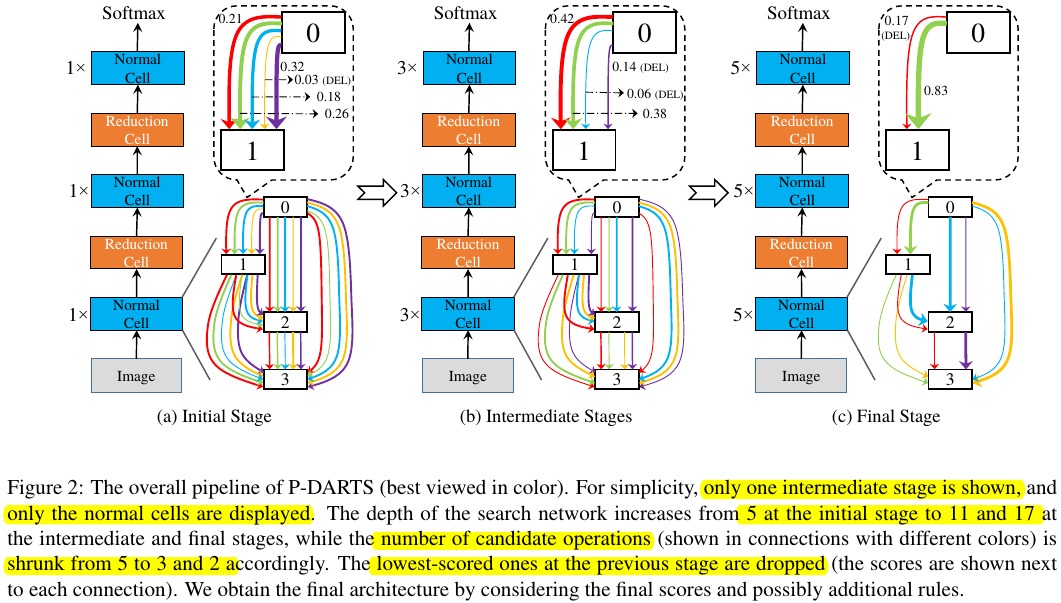 Softmax
1×
Normal
Cell
Reduction
Cell
1×
Normal
Cell
Reduction
Cell
1×
Normal
Cell
Image
0.21
0
0.32
0.03 (DEL)
0.18
0.26
1
0
1
2
3
(a) Initial Stage
Softmax
3×
Normal
Cell
Reduction
Cell
3×
Normal
Cell
Reduction
Cell
3×
Normal
Cell
Image
0.42
0
0.14 (DEL)
0.06 (DEL)
0.38
1
0
1
2
3
(b) Intermediate Stages
Softmax
5×
Normal
Cell
Reduction
Cell
5×
Normal
Cell
Reduction
Cell
5×
Normal
Cell
Image
0.17
(DEL)
0
0.83
1
0
1
2
3
(c) Final Stage
Figure 2: The overall pipeline of P-DARTS (best viewed in color). For simplicity, only one intermediate stage is shown, and
only the normal cells are displayed. The depth of the search network increases from 5 at the initial stage to 11 and 17 at
the intermediate and final stages, while the number of candidate operations (shown in connections with different colors) is
shrunk from 5 to 3 and 2 accordingly. The lowest-scored ones at the previous stage are dropped (the scores are shown next
to each connection). We obtain the final architecture by considering the final scores and possibly additional rules.